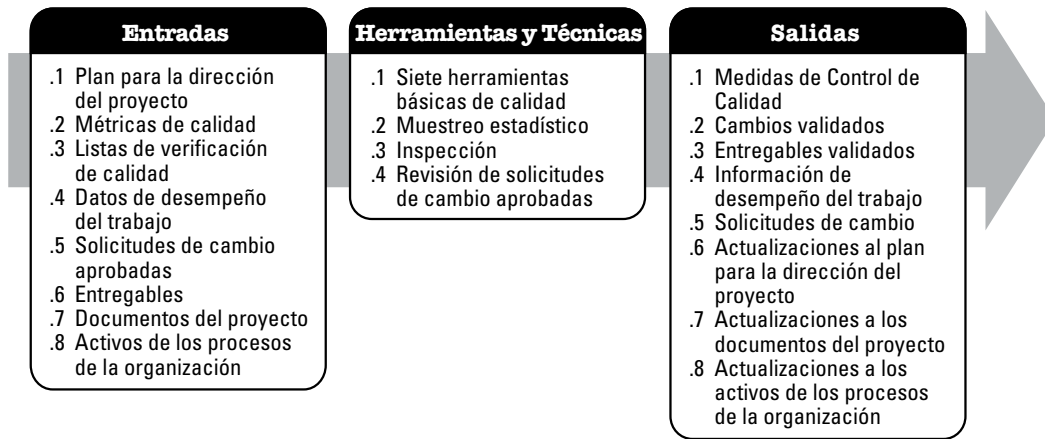 Entradas
.1 Plan para la dirección
del proyecto
.2 Métricas de calidad
.3 Listas de verificación
de calidad
.4 Datos de desempeño
del trabajo
.5 Solicitudes de cambio
aprobadas
.6 Entregables
.7 Documentos del proyecto
.8 Activos de los procesos
de la organización
Herramientas y Técnicas
.1 Siete herramientas
básicas de calidad
.2 Muestreo estadístico
.3 Inspección
.4 Revisión de solicitudes
de cambio aprobadas
Salidas
.1 Medidas de Control de
Calidad
.2 Cambios validados
.3 Entregables validados
.4 Información de
desempeño del trabajo
.5 Solicitudes de cambio
.6 Actualizaciones al plan
para la dirección del
proyecto
.7 Actualizaciones a los
documentos del proyecto
.8 Actualizaciones a los
activos de los procesos
de la organización